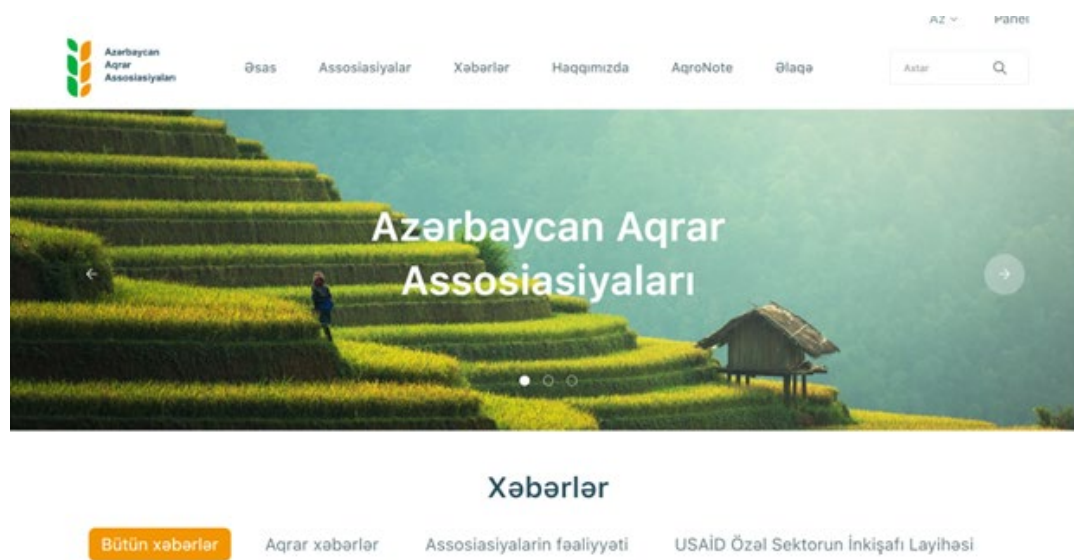 Az Panel
Azərbaycan
Aqrar
Assosiasiyaları
Əsas Assosiasiyalar Xəbərlər Haqqımızda AqroNote Əlaqə Axtar
Azərbaycan Aqrar
Assosiasiyaları
Xəbərlər
Bütün xəbərlər Aqrar xəbərlər Assosiasiyalarin fəaliyyəti USAİD Özəl Sektorun İnkişafı Layihəsi